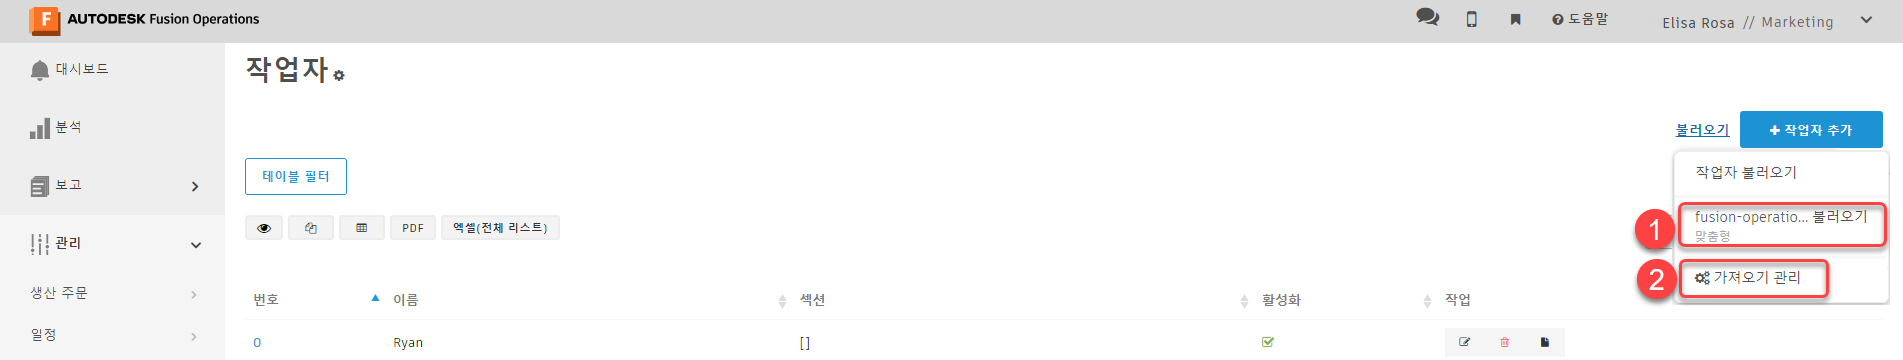 AUTODESK Fusion Operations
도움말
Elisa Rosa // Marketing
대시보드
분석
보고
관리
생산 주문
일정
작업자
불러오기
+ 작업자 추가
테이블 필터
PDF
엑셀(전체 리스트)
작업자 불러오기
1
fusion-operatio... 불러오기
맞춤형
2
가져오기 관리
번호 이름 섹션 활성화 작업
0 Ryan []